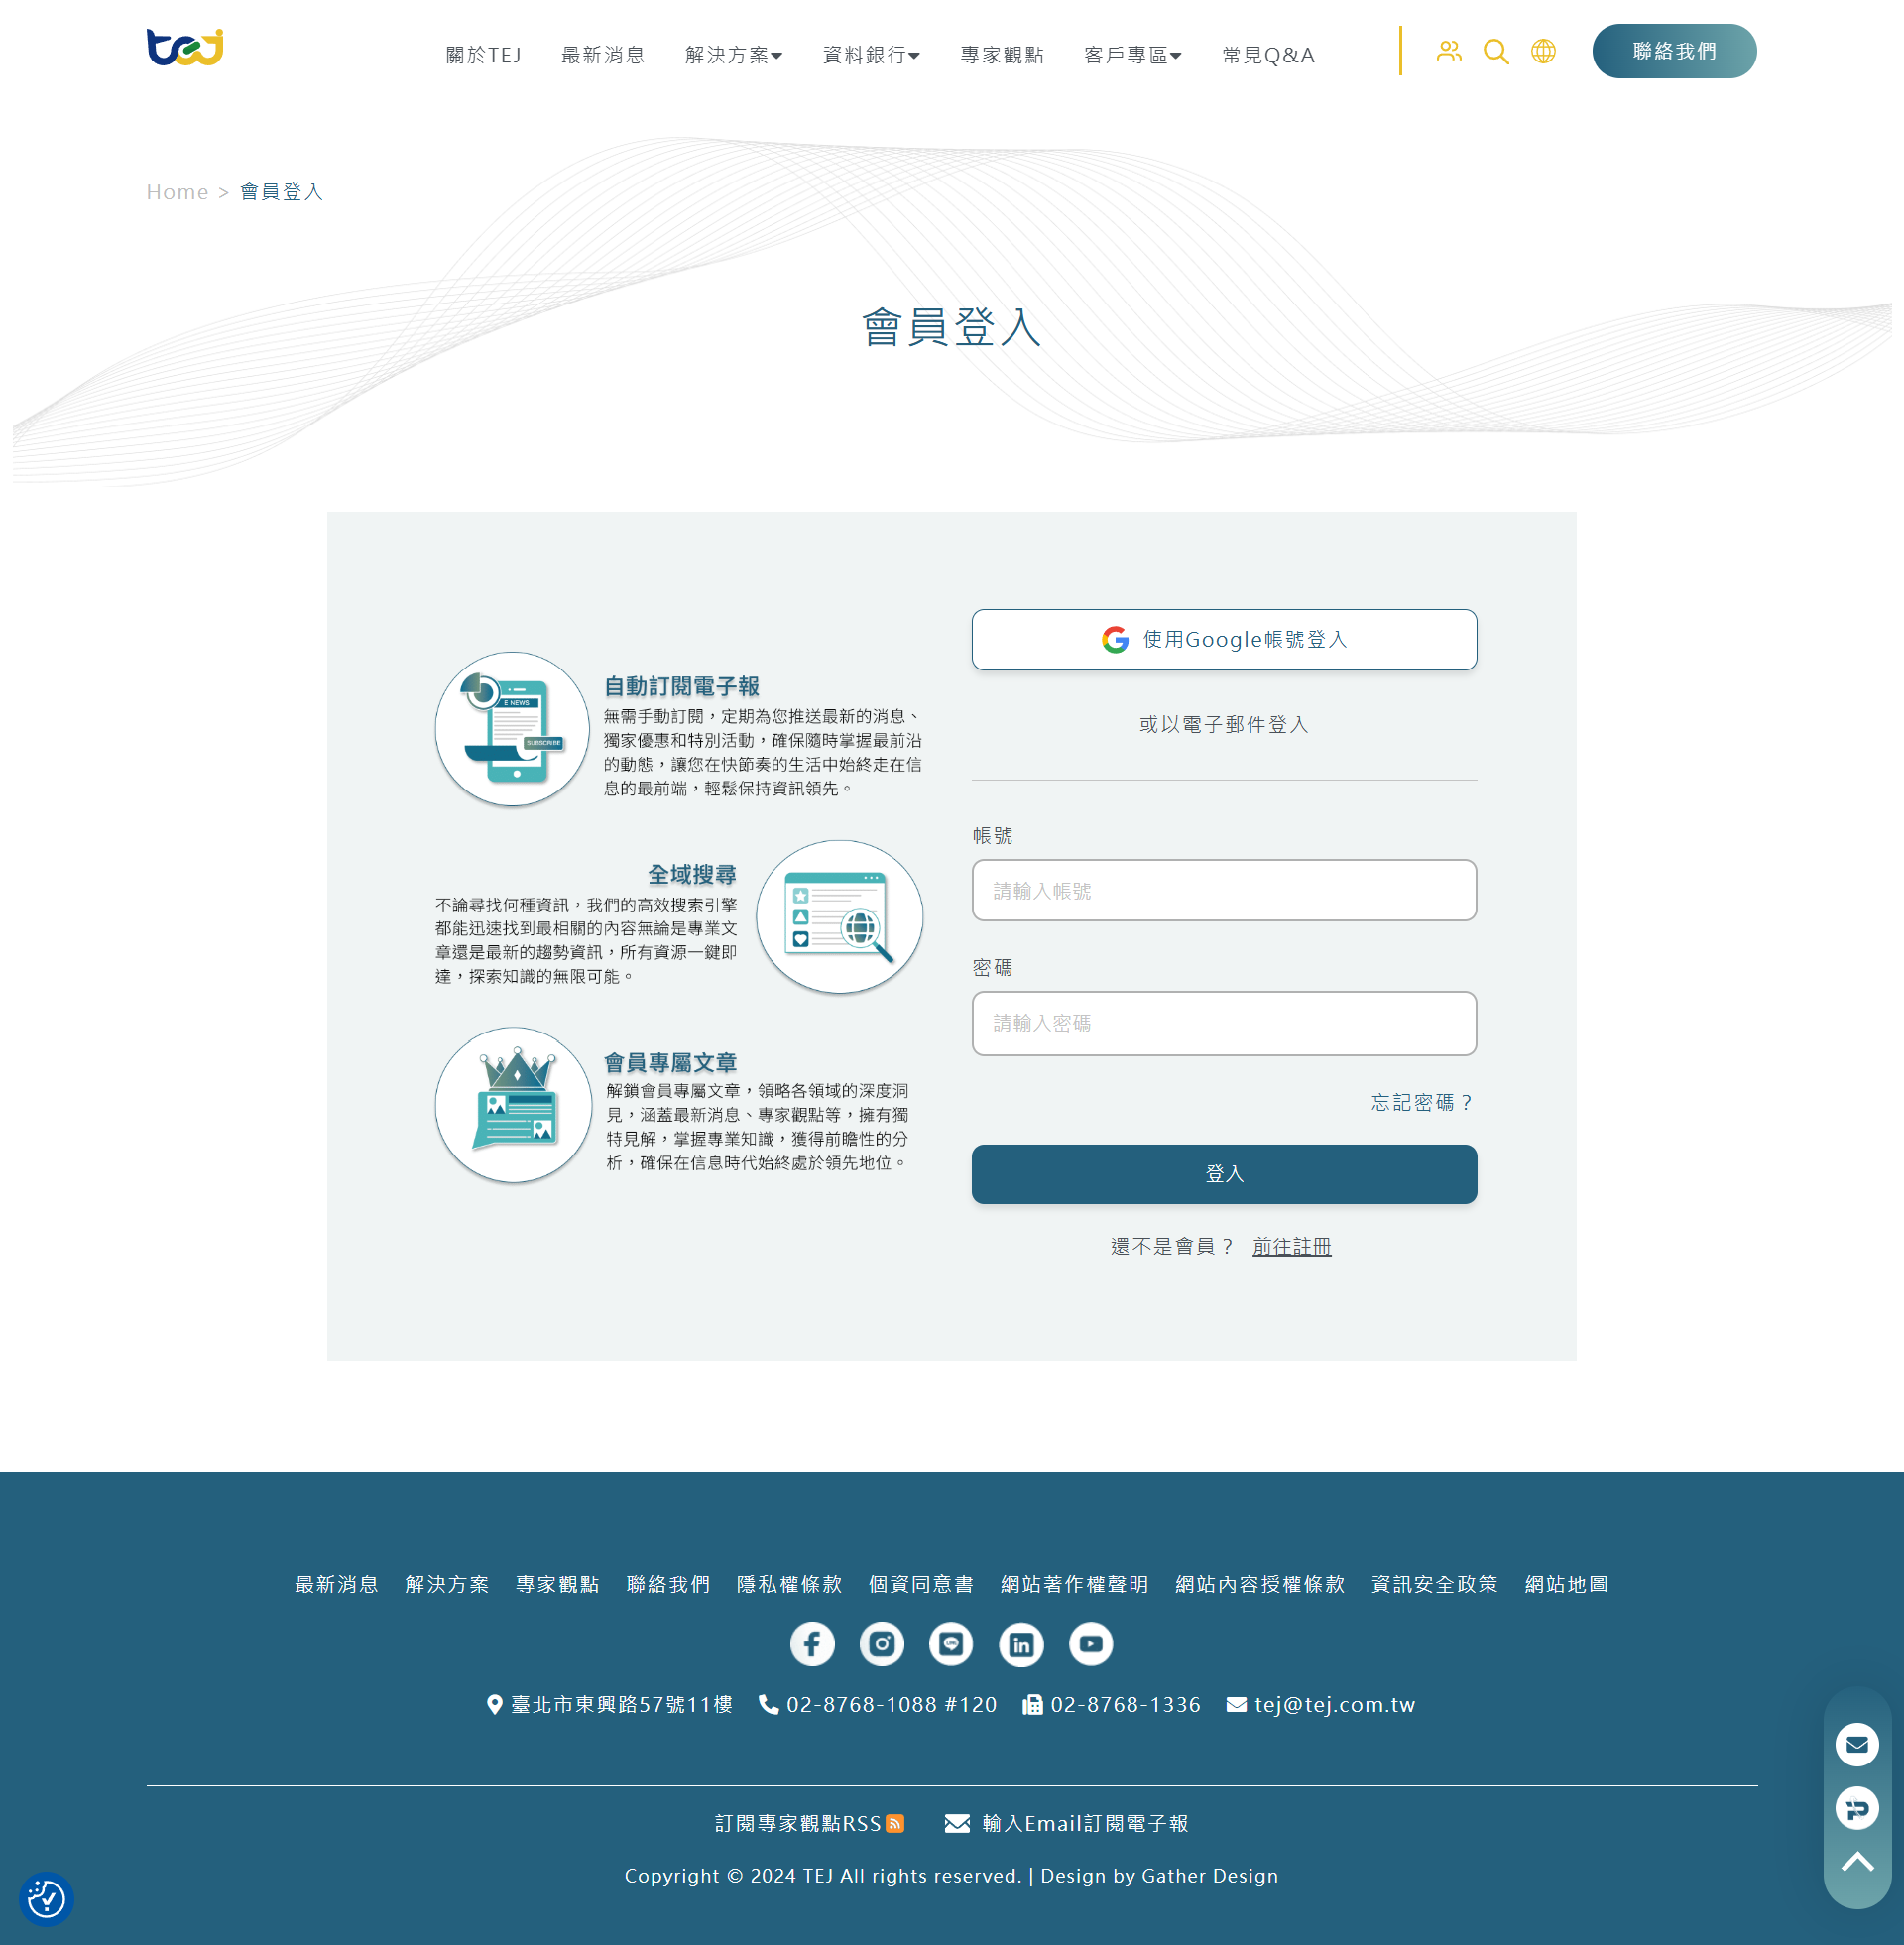 tej
關於TEJ 最新消息 解決方案 資料銀行 專家觀點 客戶專區 常見Q&A
聯絡我們
Home > 會員登入
會員登入
自動訂閱電子報
無需手動訂閱，定期為您推送最新的消息、
獨家優惠和特別活動，確保隨時掌握最前沿
的動態，讓您在快節奏的生活中始終走在信
息的最前端，輕鬆保持資訊領先。
E NEWS
SUBSCRIBE
全域搜尋
不論尋找何種資訊，我們的高效搜索引擎
都能迅速找到最相關的內容無論是專業文
章還是最新的趨勢資訊，所有資源一鍵即
達，探索知識的無限可能。
會員專屬文章
解鎖會員專屬文章，領略各領域的深度洞
見，涵蓋最新消息、專家觀點等，擁有獨
特見解，掌握專業知識，獲得前瞻性的分
析，確保在信息時代始終處於領先地位。
使用Google帳號登入
或以電子郵件登入
帳號
請輸入帳號
密碼
請輸入密碼
忘記密碼？
登入
還不是會員？ 前往註冊
最新消息 解決方案 專家觀點 聯絡我們 隱私權條款 個資同意書 網站著作權聲明 網站內容授權條款 資訊安全政策 網站地圖
LINE
臺北市東興路57號11樓 02-8768-1088 #120 02-8768-1336 tej@tej.com.tw
訂閱專家觀點RSS 輸入Email訂閱電子報
Copyright © 2024 TEJ All rights reserved. | Design by Gather Design